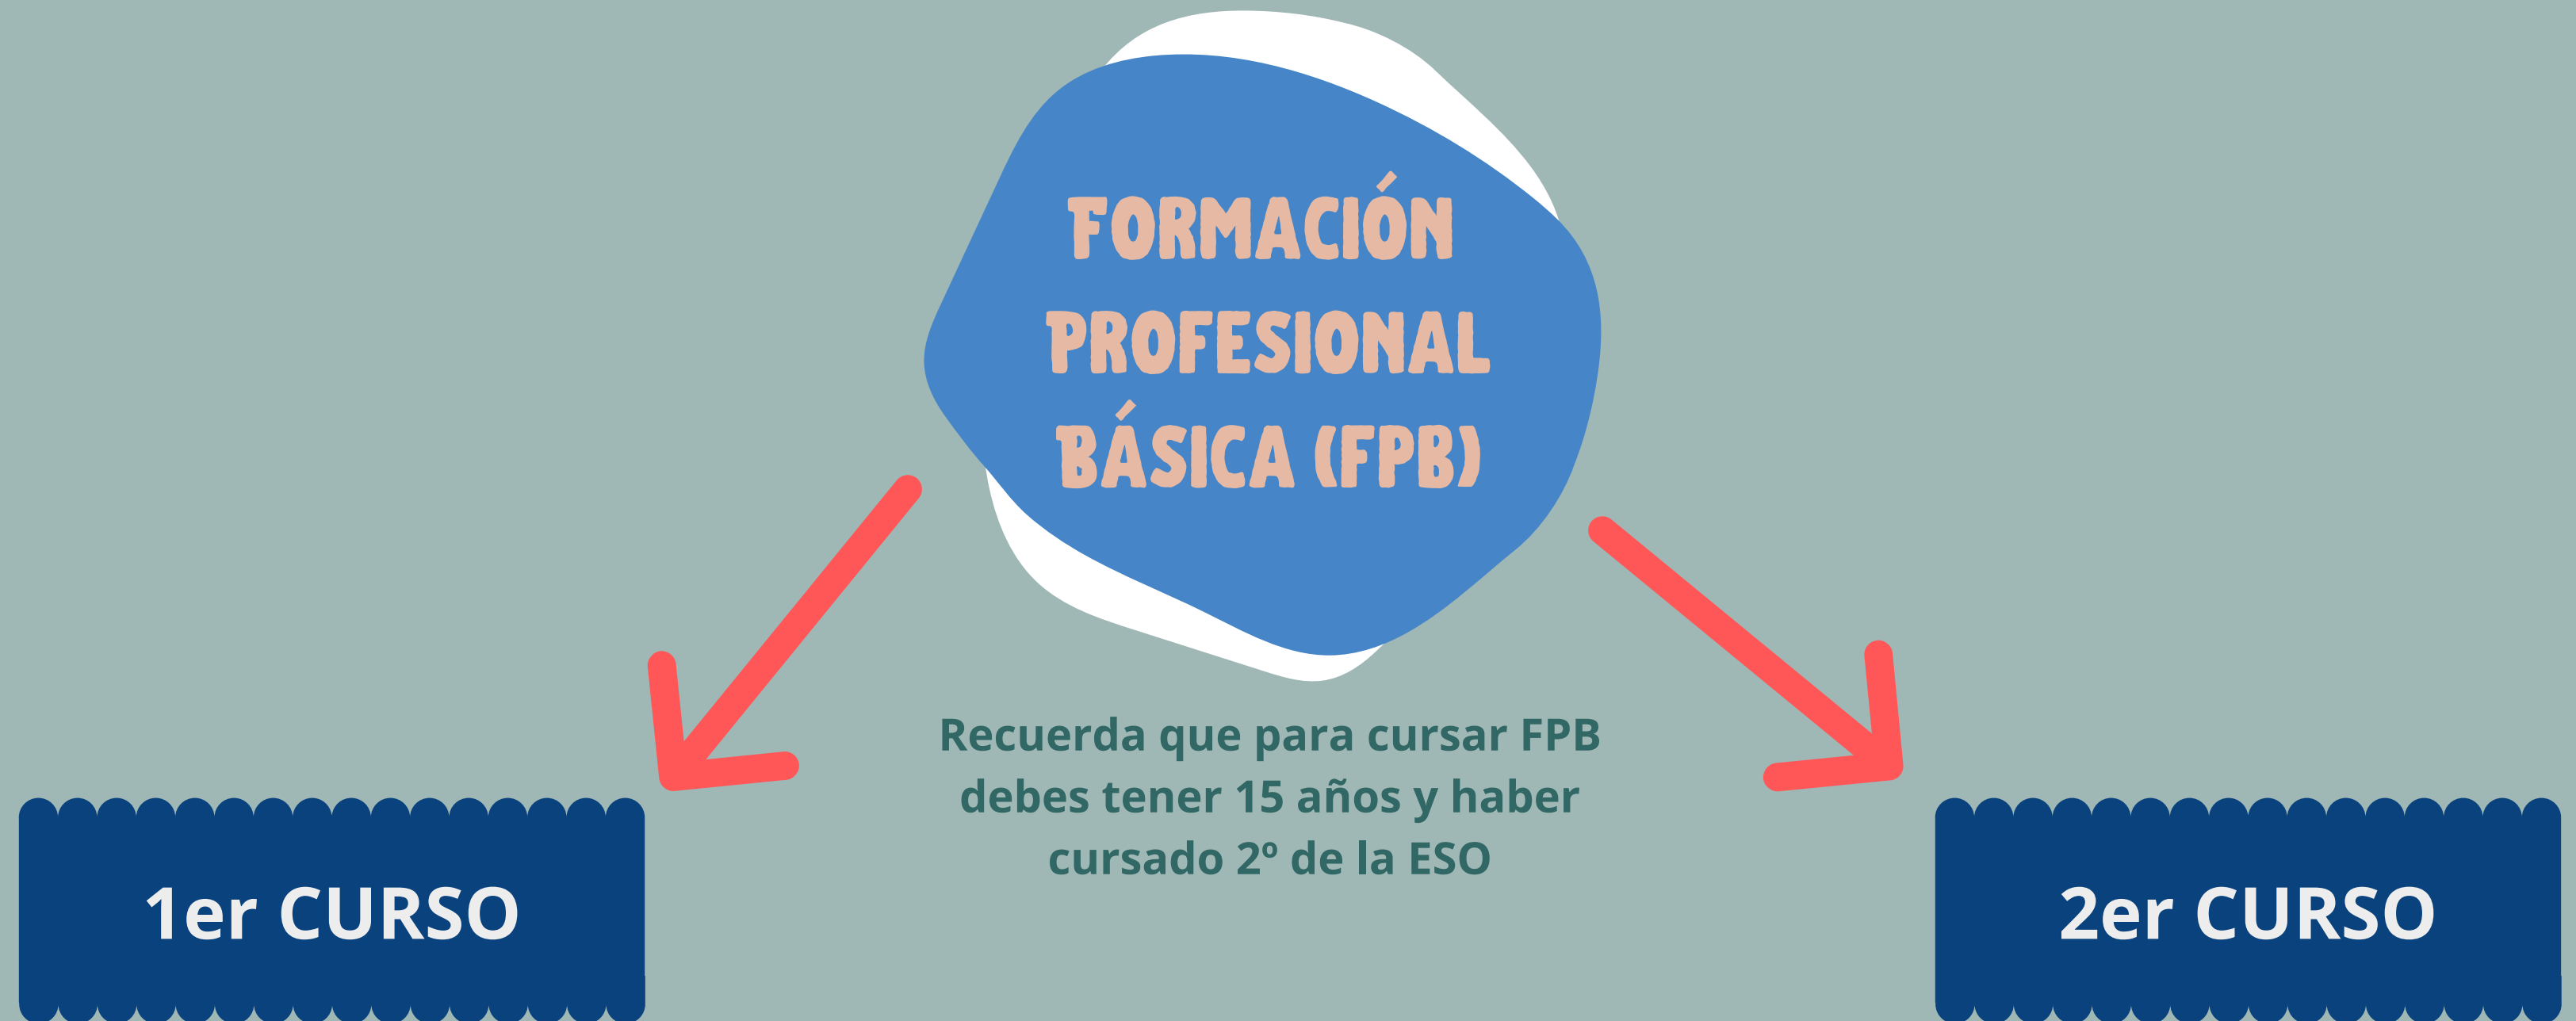 FORMACIÓN
PROFESIONAL
BÁSICA (FPB)
Recuerda que para cursar FPB
debes tener 15 años y haber
cursado 2º de la ESO
1er CURSO
2er CURSO